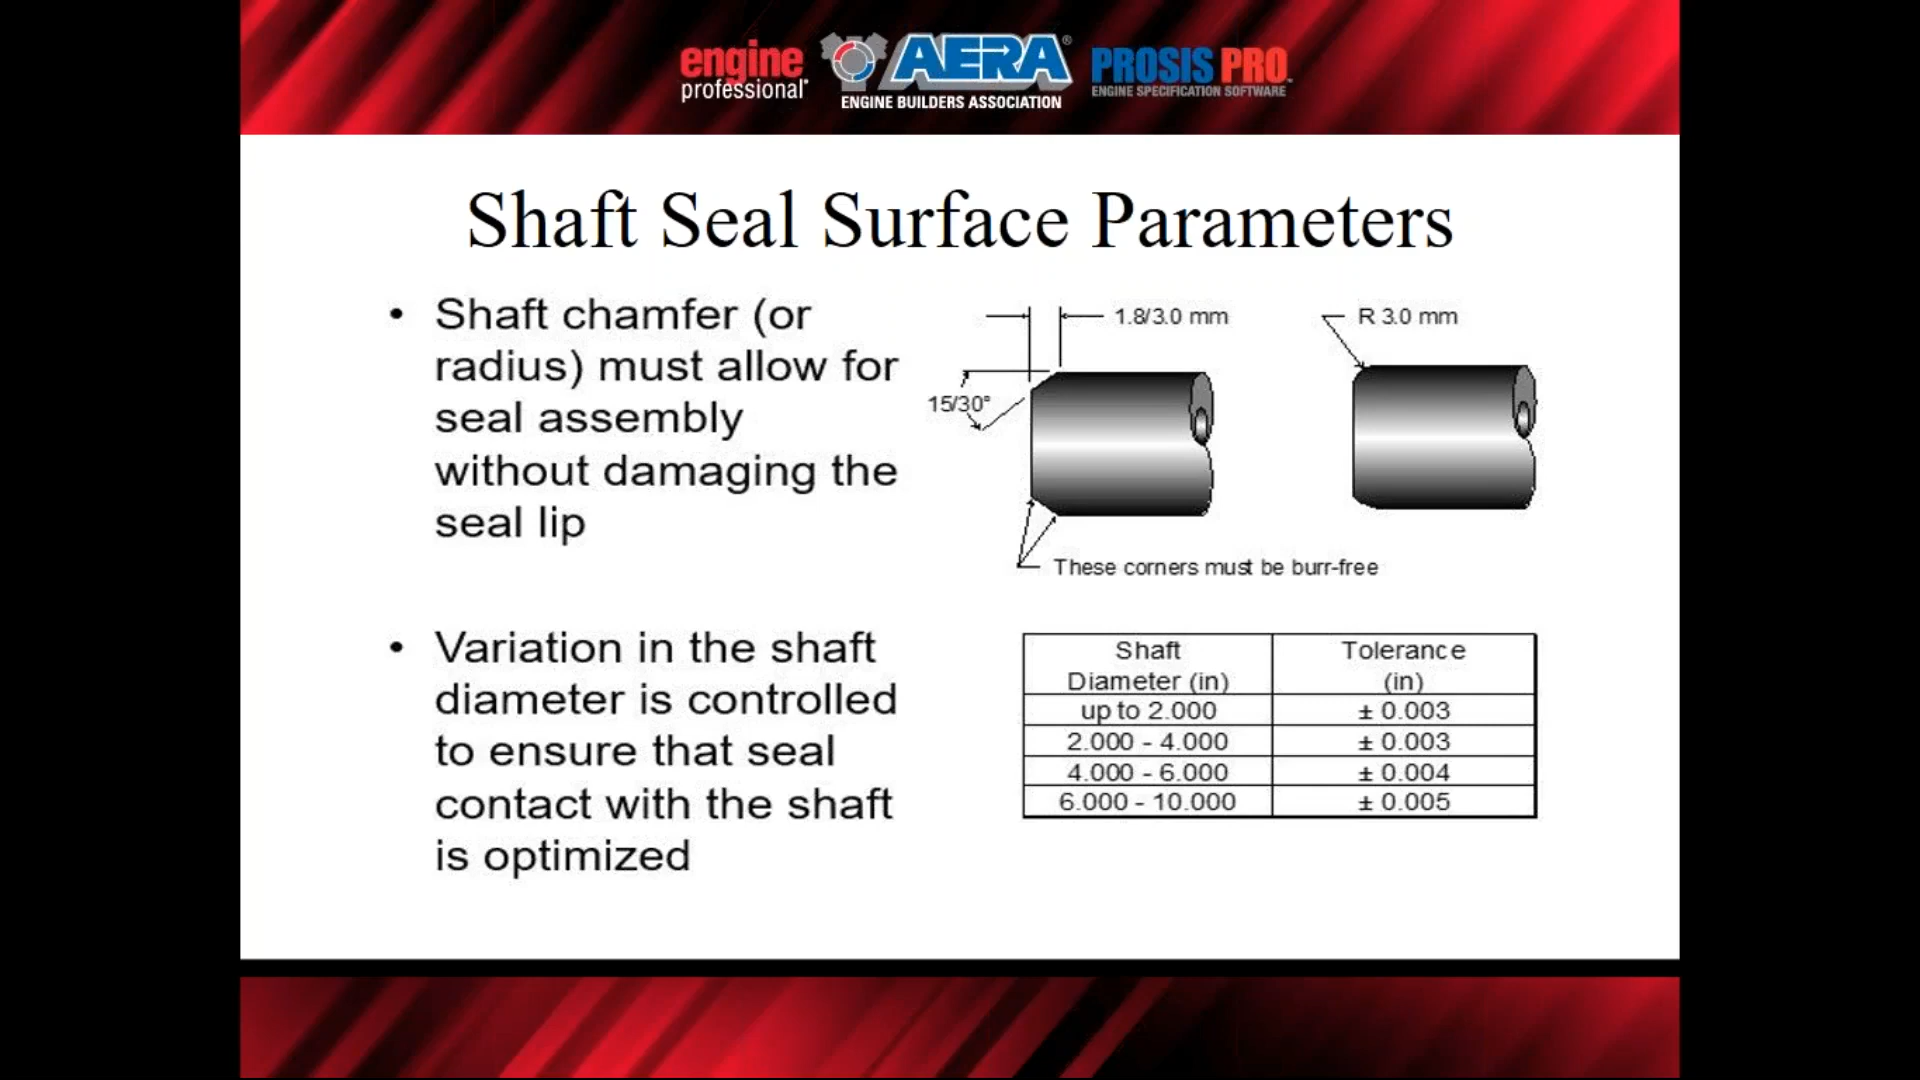 engine
professional
AERA®
ENGINE BUILDERS ASSOCIATION
PROSIS PRO™
ENGINE SPECIFICATION SOFTWARE
Shaft Seal Surface Parameters
• Shaft chamfer (or
radius) must allow for
seal assembly
without damaging the
seal lip
1.8/3.0 mm
R 3.0 mm
15/30°
These corners must be burr-free
• Variation in the shaft
diameter is controlled
to ensure that seal
contact with the shaft
is optimized
Shaft Tolerance
Diameter (in) (in)
up to 2.000 ± 0.003
2.000 - 4.000 ± 0.003
4.000 - 6.000 ± 0.004
6.000 - 10.000 ± 0.005